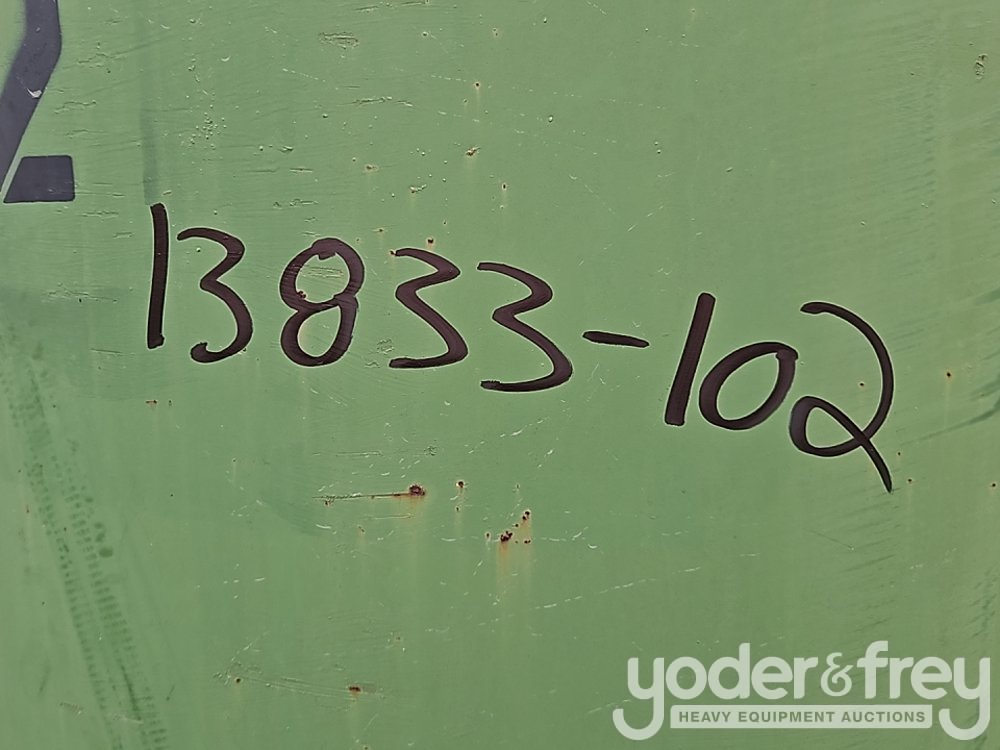 13833-102
yoder&frey
HEAVY EQUIPMENT AUCTIONS